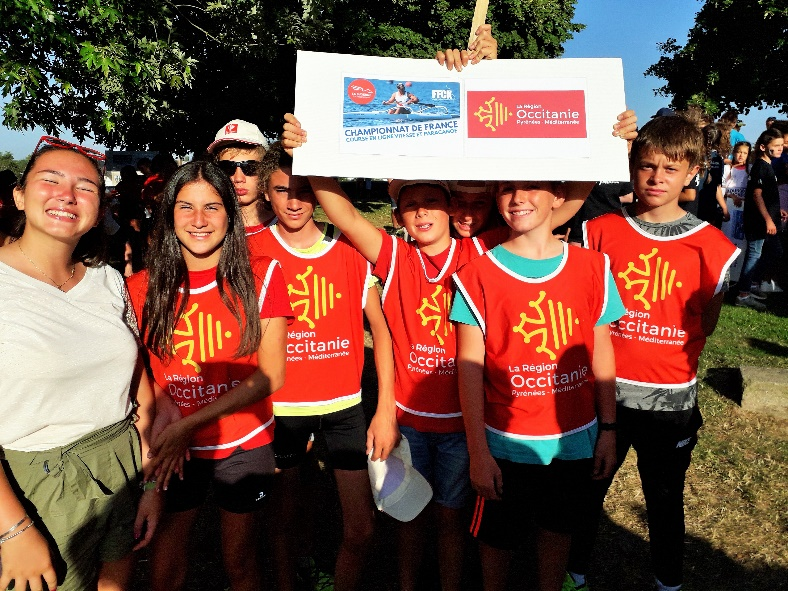 FFCK
CHAMPIONNAT DE FRANCE
COURSE EN LIGNE VITESSE ET PARACANOË
La Région
Occitanie
Pyrénées - Méditerranée
La Région
Occitanie
Pyrénées - Médit
La Région
Occitanie
Pyrénées - Méditerranée
La Région
Occitanie
Pyrénées - Méditerranée
La Région
Occitanie
Pyrénées - Méditerranée
La Région
Occitanie
Pyrénées - Méditerranée